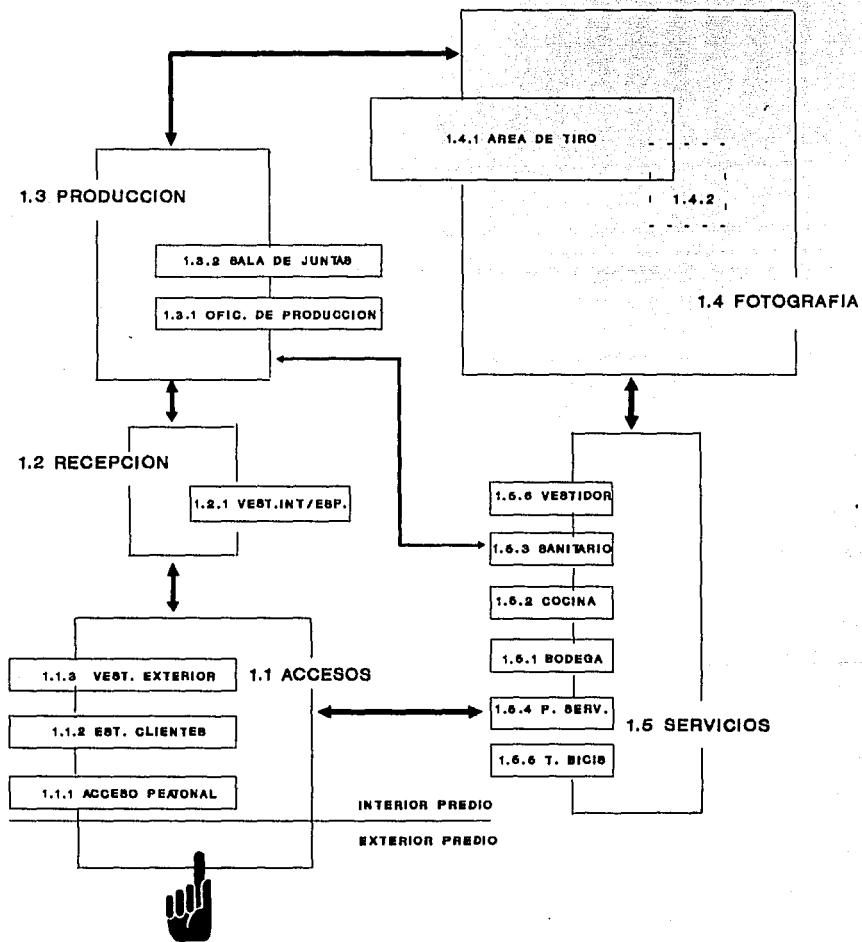 1.4.1 AREA DE TIRO
1.3 PRODUCCION
1.4.2
1.3.2 SALA DE JUNTAS
1.4 FOTOGRAFIA
1.3.1 OFIC. DE PRODUCCION
1.2 RECEPCION
1.2.1 VEST.INT/ESP.
1.5.6 VESTIDOR
1.5.3 SANITARIO
1.5.2 COCINA
1.5.1 BODEGA
1.1.3 VEST. EXTERIOR
1.1 ACCESOS
1.5.4 P. SERV.
1.1.2 EST. CLIENTES
1.5 SERVICIOS
1.5.5 T. BICIS
1.1.1 ACCESO PEATONAL
INTERIOR PREDIO
EXTERIOR PREDIO